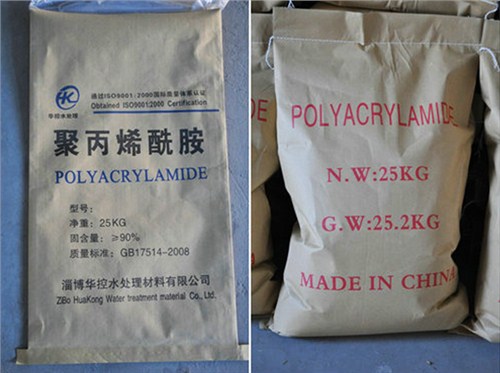 HK
华控水处理
通过ISO9001:2000国际质量体系认证
Obtained ISO9001:2000 Certification
聚丙烯酰胺
POLYACRYLAMIDE
型号:
净重: 25KG
固含量: ≥90%
质量标准: GB17514-2008
淄博华控水处理材料有限公司
ZiBo HuaKong Water treatment material Co., Ltd.
POLYACRYLAMIDE
N.W:25KG
G.W:25.2KG
MADE IN CHINA